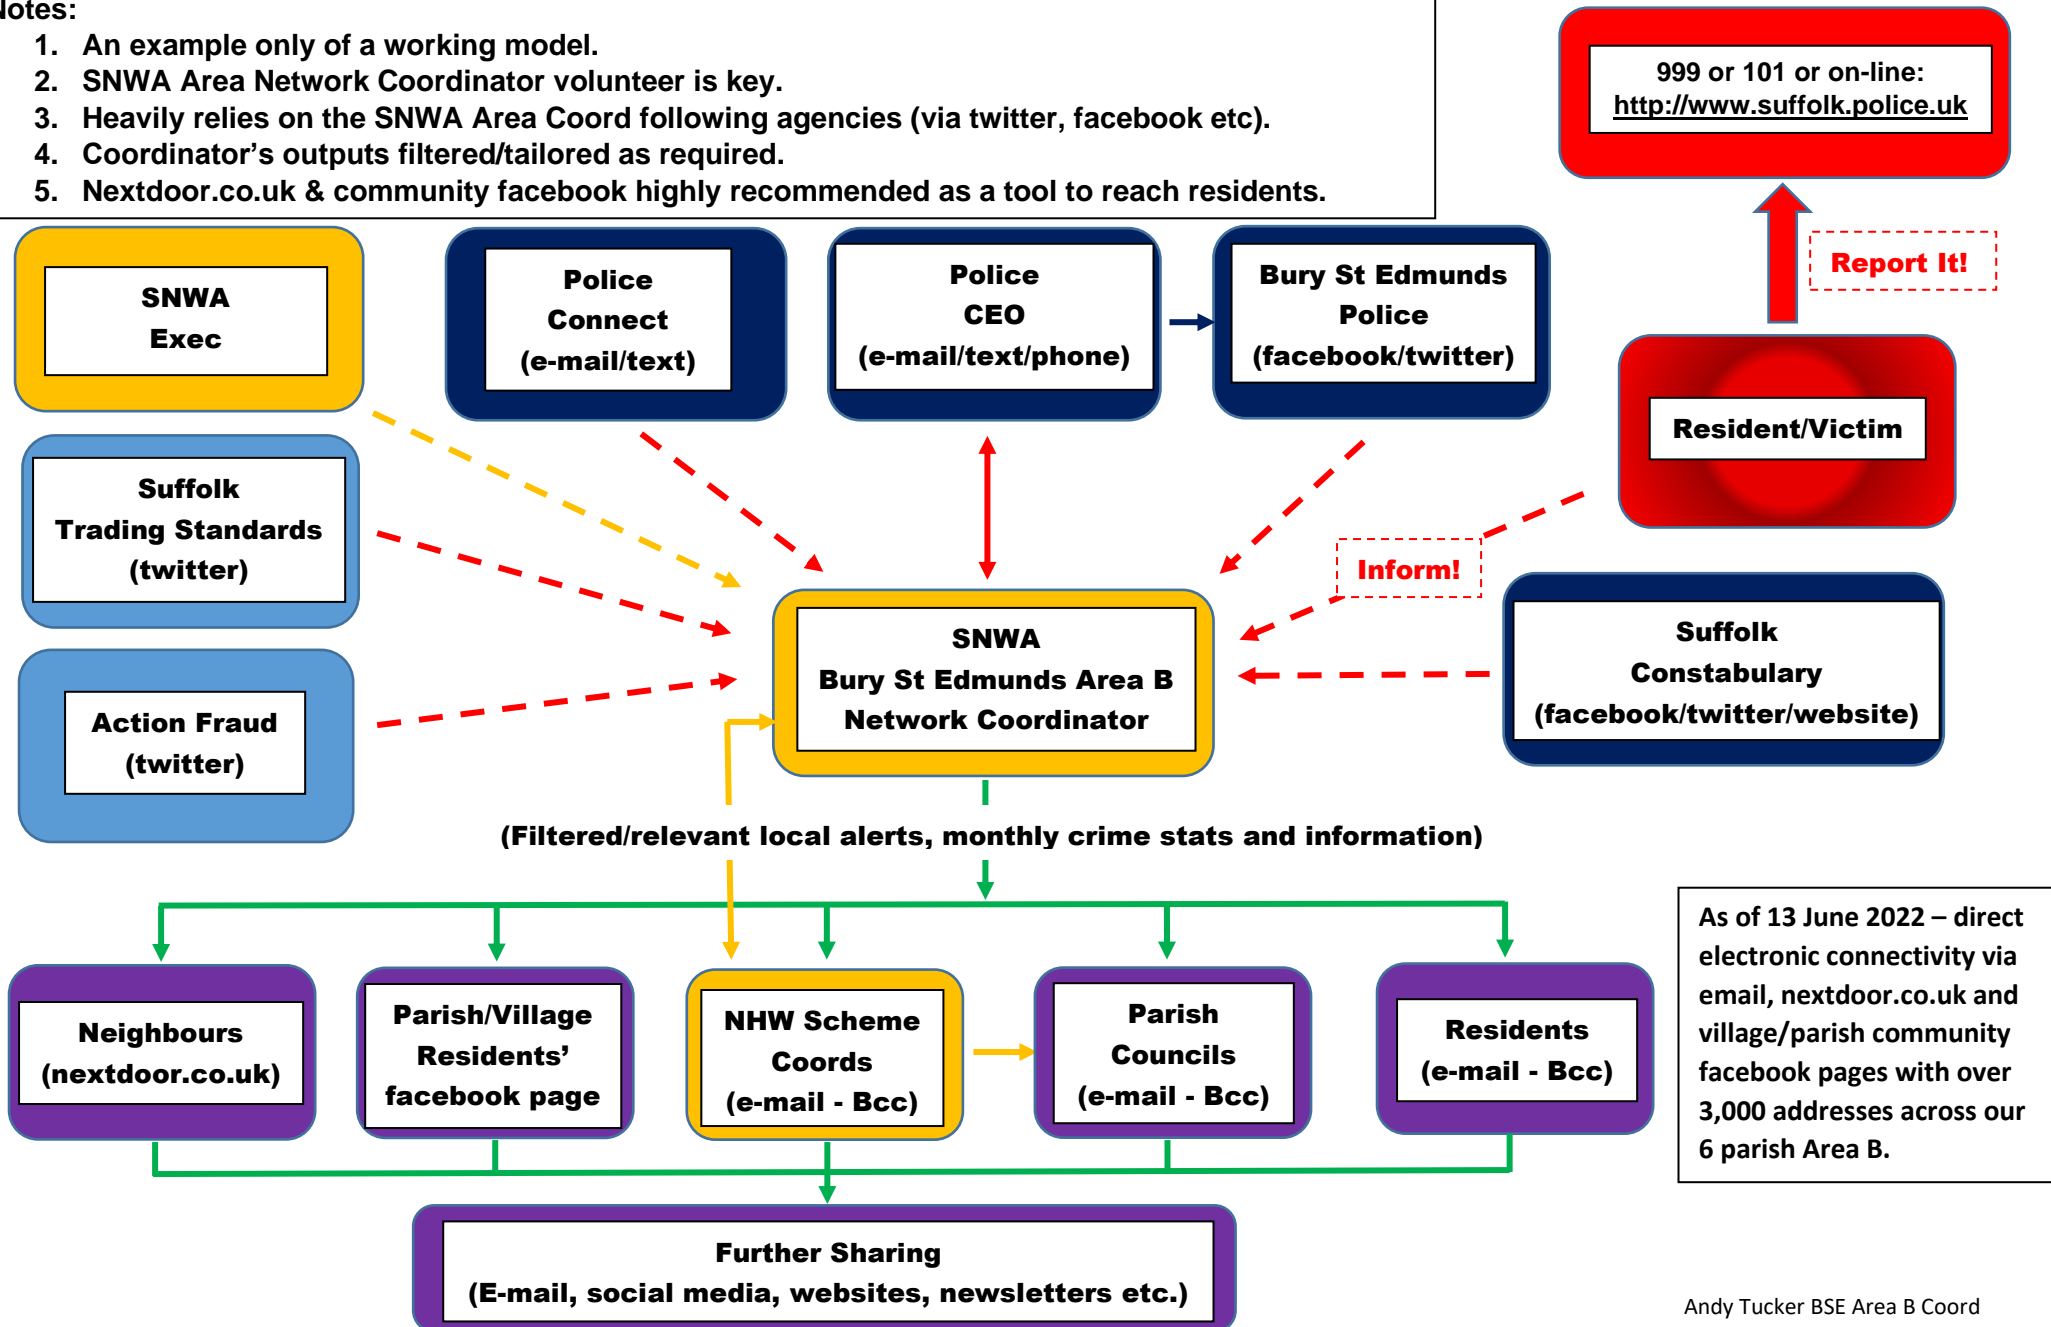 Notes:
1. An example only of a working model.
2. SNWA Area Network Coordinator volunteer is key.
3. Heavily relies on the SNWA Area Coord following agencies (via twitter, facebook etc).
4. Coordinator’s outputs filtered/tailored as required.
5. Nextdoor.co.uk & community facebook highly recommended as a tool to reach residents.
999 or 101 or on-line:
http://www.suffolk.police.uk
Report It!
SNWA
Exec
Police
Connect
(e-mail/text)
Police
CEO
(e-mail/text/phone)
Bury St Edmunds
Police
(facebook/twitter)
Resident/Victim
Suffolk
Trading Standards
(twitter)
Inform!
Action Fraud
(twitter)
SNWA
Bury St Edmunds Area B
Network Coordinator
Suffolk
Constabulary
(facebook/twitter/website)
(Filtered/relevant local alerts, monthly crime stats and information)
Neighbours
(nextdoor.co.uk)
Parish/Village
Residents’
facebook page
NHW Scheme
Coords
(e-mail - Bcc)
Parish
Councils
(e-mail - Bcc)
Residents
(e-mail - Bcc)
As of 13 June 2022 – direct
electronic connectivity via
email, nextdoor.co.uk and
village/parish community
facebook pages with over
3,000 addresses across our
6 parish Area B.
Further Sharing
(E-mail, social media, websites, newsletters etc.)
Andy Tucker BSE Area B Coord